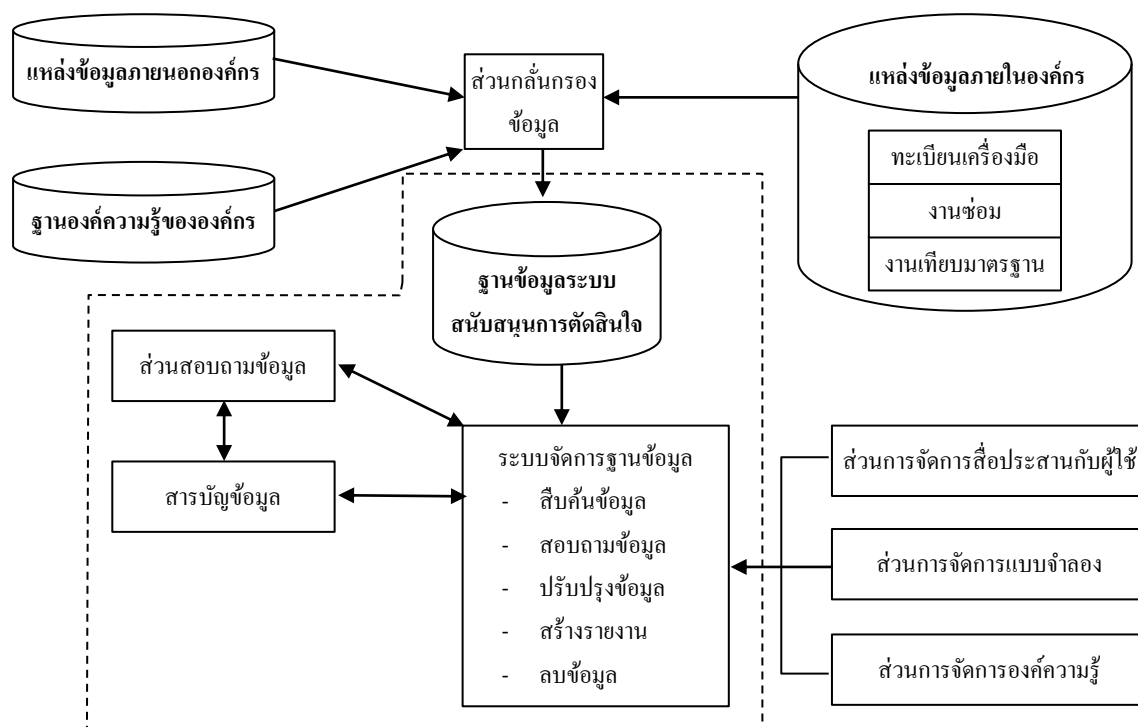 แหล่งข้อมูลภายนอกองค์กร
ส่วนกลั่นกรอง
ข้อมูล
แหล่งข้อมูลภายในองค์กร
ทะเบียนเครื่องมือ
งานซ่อม
งานเทียบมาตรฐาน
ฐานองค์ความรู้ขององค์กร
ฐานข้อมูลระบบ
สนับสนุนการตัดสินใจ
ส่วนสอบถามข้อมูล
สารบัญข้อมูล
ระบบจัดการฐานข้อมูล
- สืบค้นข้อมูล
- สอบถามข้อมูล
- ปรับปรุงข้อมูล
- สร้างรายงาน
- ลบข้อมูล
ส่วนการจัดการสื่อประสานกับผู้ใช้
ส่วนการจัดการแบบจำลอง
ส่วนการจัดการองค์ความรู้